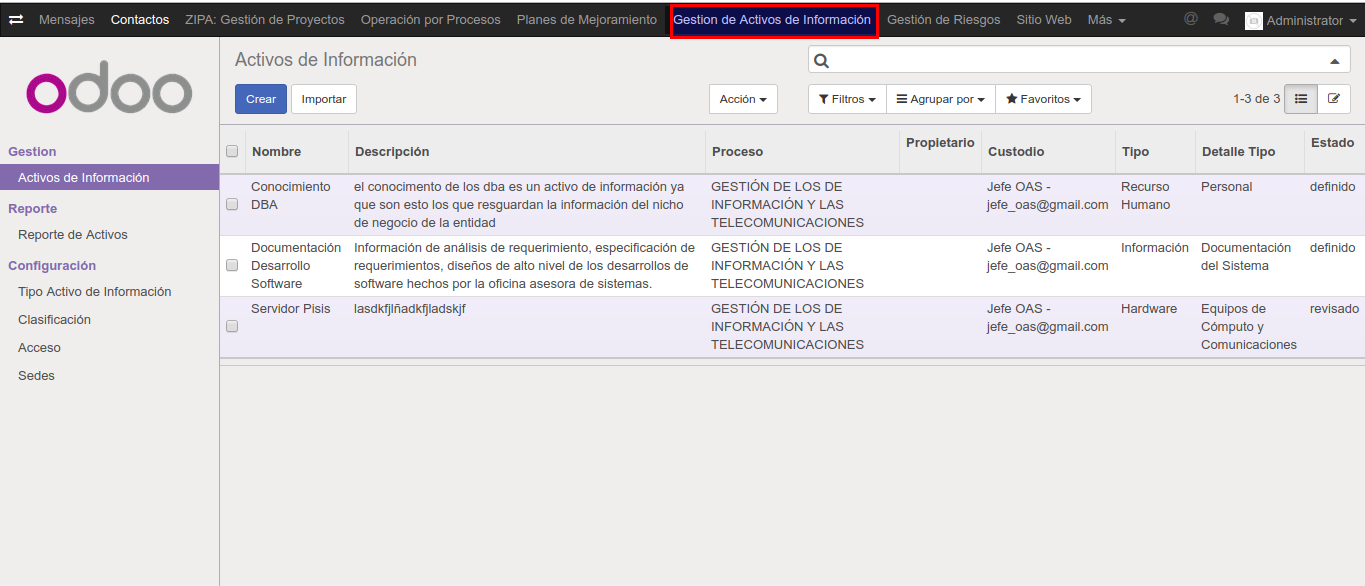 Mensajes Contactos ZIPA: Gestión de Proyectos Operación por Procesos Planes de Mejoramiento Gestion de Activos de Información Gestión de Riesgos Sitio Web Más @ Administrator
odoo
Activos de Información
Crear Importar Acción Filtros Agrupar por Favoritos 1-3 de 3
Gestion
Activos de Información
Reporte
Reporte de Activos
Configuración
Tipo Activo de Información
Clasificación
Acceso
Sedes
Nombre Descripción Proceso Propietario Custodio Tipo Detalle Tipo Estado
Conocimiento el conocimento de los dba es un activo de información ya GESTIÓN DE LOS DE Jefe OAS - Recurso Personal definido
DBA que son esto los que resguardan la información del nicho INFORMACIÓN Y LAS jefe_oas@gmail.com Humano
de negocio de la entidad TELECOMUNICACIONES
Documentación Información de análisis de requerimiento, especificación de GESTIÓN DE LOS DE Jefe OAS - Información Documentación definido
Desarrollo requerimientos, diseños de alto nivel de los desarrollos de INFORMACIÓN Y LAS jefe_oas@gmail.com del Sistema
Software software hechos por la oficina asesora de sistemas. TELECOMUNICACIONES
Servidor Pisis lasdkfjlñadkfjladskjf GESTIÓN DE LOS DE Jefe OAS - Hardware Equipos de revisado
INFORMACIÓN Y LAS jefe_oas@gmail.com Cómputo y
TELECOMUNICACIONES Comunicaciones